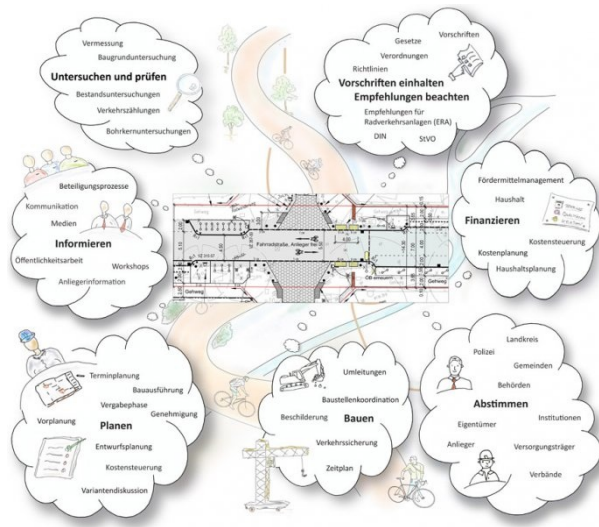 Vermessung
Baugrunduntersuchung
Untersuchen und prüfen
Bestandsuntersuchungen
Verkehrszählungen
Bohrkernuntersuchungen
Gesetze
Vorschriften
Verordnungen
Richtlinien
Vorschriften einhalten
Empfehlungen beachten
Empfehlungen für
Radverkehrsanlagen (ERA)
DIN
StVO
Beteiligungsprozesse
Kommunikation
Medien
Informieren
Öffentlichkeitsarbeit
Workshops
Anliegerinformation
Fahrradstraße, Anlieger frei
Gehweg
Gehweg
Fördermittelmanagement
Haushalt
Finanzieren
Kostensteuerung
Kostenplanung
Haushaltsplanung
Terminplanung
Bauausführung
Vergabephase
Vorplanung
Genehmigung
Planen
Entwurfsplanung
Kostensteuerung
Variantendiskussion
Umleitungen
Baustellenkoordination
Beschilderung
Bauen
Verkehrssicherung
Zeitplan
Landkreis
Polizei
Gemeinden
Behörden
Abstimmen
Eigentümer
Institutionen
Anlieger
Versorgungsträger
Verbände